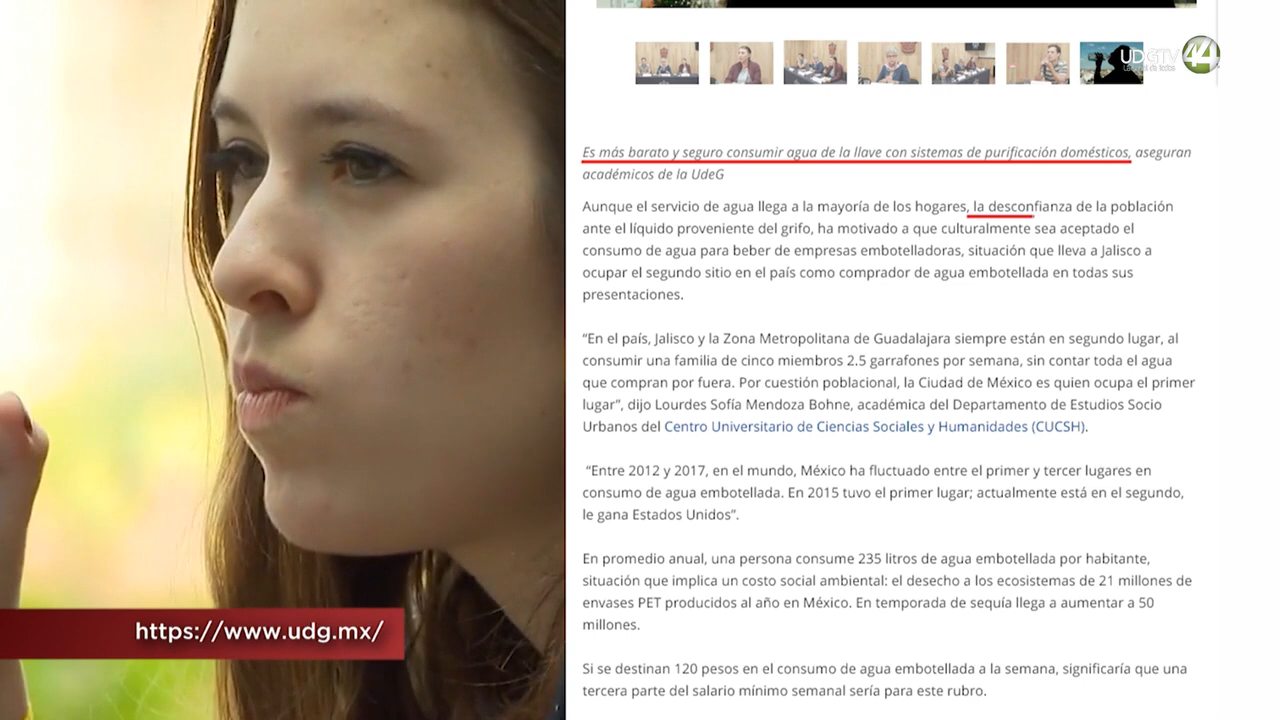 UDGTV 44
Es más barato y seguro consumir agua de la llave con sistemas de purificación domésticos, aseguran
académicos de la UdeG
Aunque el servicio de agua llega a la mayoría de los hogares, la desconfianza de la población
ante el líquido proveniente del grifo, ha motivado a que culturalmente sea aceptado el
consumo de agua para beber de empresas embotelladoras, situación que lleva a Jalisco a
ocupar el segundo sitio en el país como comprador de agua embotellada en todas sus
presentaciones.
“En el país, Jalisco y la Zona Metropolitana de Guadalajara siempre están en segundo lugar, al
consumir una familia de cinco miembros 2.5 garrafones por semana, sin contar toda el agua
que compran por fuera. Por cuestión poblacional, la Ciudad de México es quien ocupa el primer
lugar”, dijo Lourdes Sofía Mendoza Bohne, académica del Departamento de Estudios Socio
Urbanos del Centro Universitario de Ciencias Sociales y Humanidades (CUCSH).
“Entre 2012 y 2017, en el mundo, México ha fluctuado entre el primer y tercer lugares en
consumo de agua embotellada. En 2015 tuvo el primer lugar; actualmente está en el segundo,
le gana Estados Unidos”.
En promedio anual, una persona consume 235 litros de agua embotellada por habitante,
situación que implica un costo social ambiental: el desecho a los ecosistemas de 21 millones de
envases PET producidos al año en México. En temporada de sequía llega a aumentar a 50
millones.
Si se destinan 120 pesos en el consumo de agua embotellada a la semana, significaría que una
tercera parte del salario mínimo semanal sería para este rubro.
https://www.udg.mx/